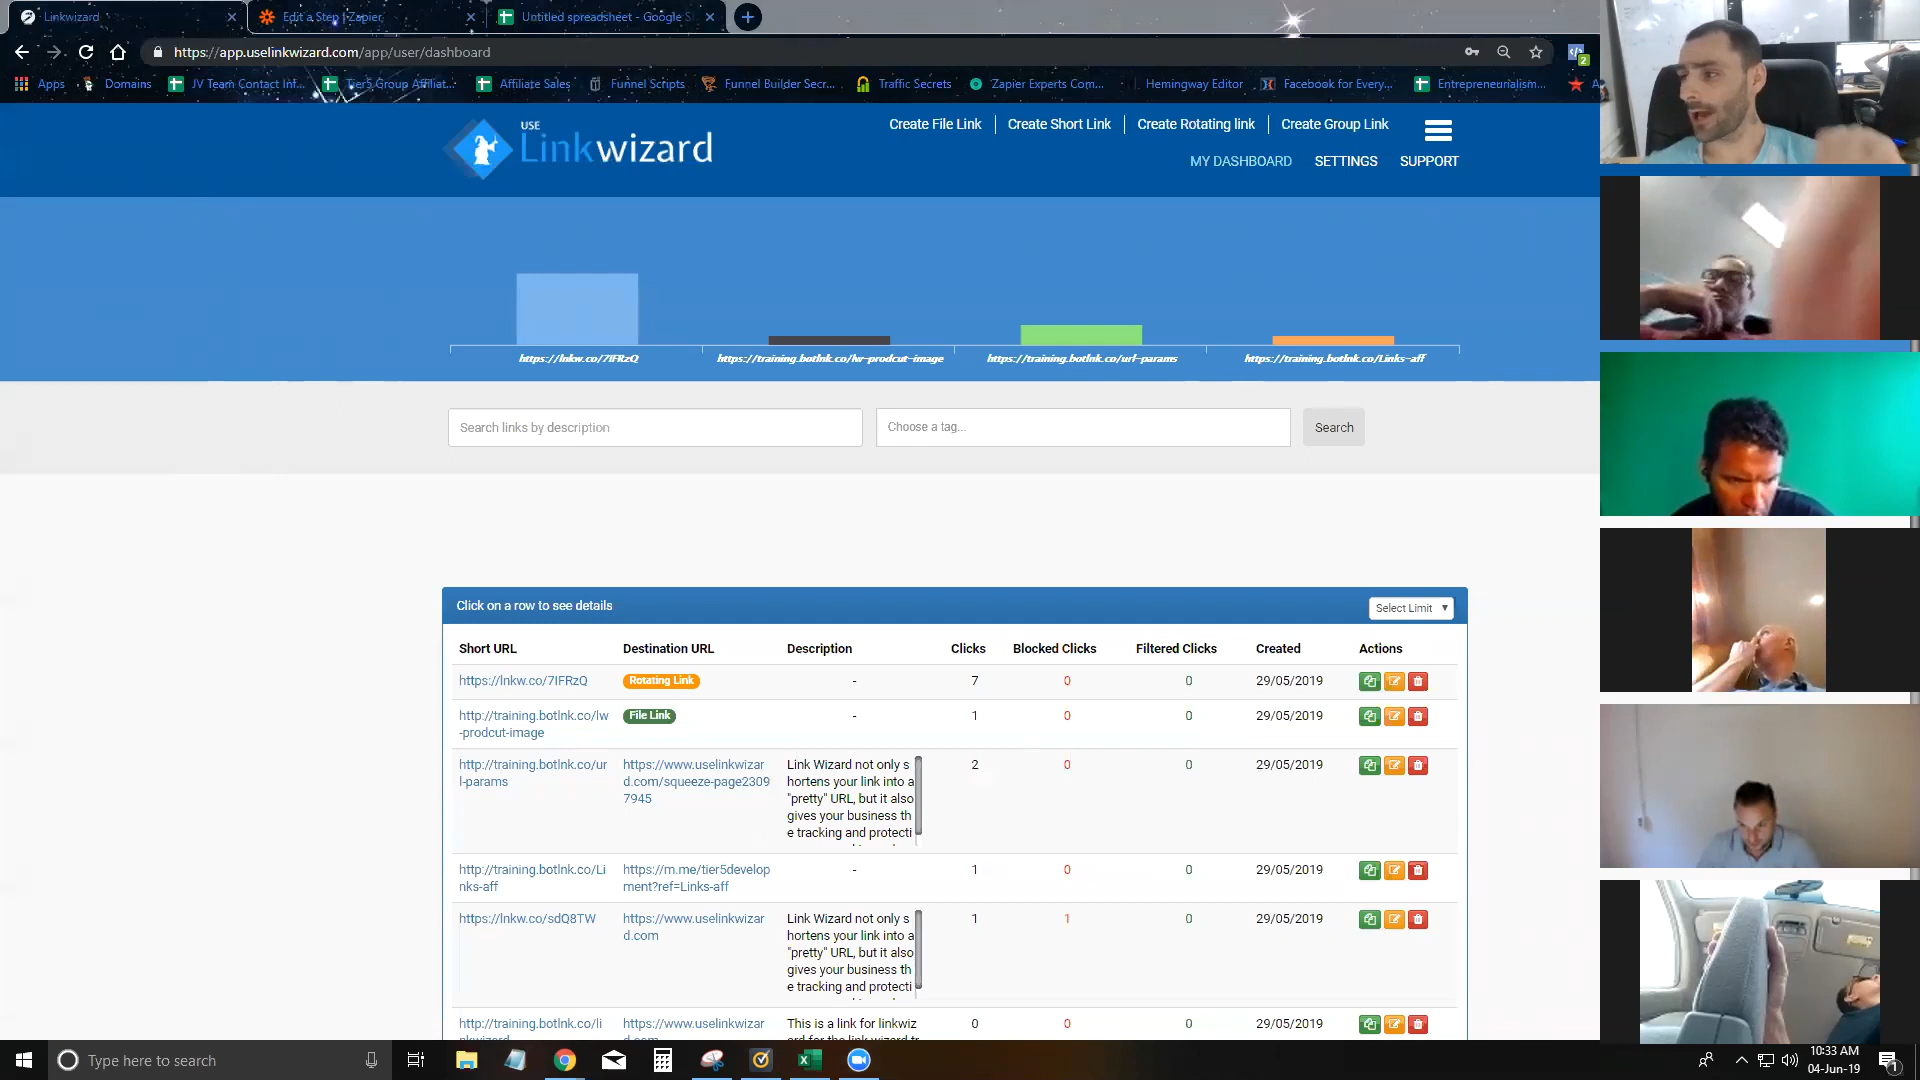 Linkwizard
Edit a Step | Zapier
Untitled spreadsheet - Google S
https://app.uselinkwizard.com/app/user/dashboard
2
Apps
Domains
JV Team Contact Inf...
Tier5 Group Affiliat...
Affiliate Sales
Funnel Scripts
Funnel Builder Secr...
Traffic Secrets
Zapier Experts Com...
Hemingway Editor
Facebook for Every...
Entrepreneurialism...
USE
Linkwizard
Create File Link
Create Short Link
Create Rotating link
Create Group Link
MY DASHBOARD
SETTINGS
SUPPORT
https://lnkw.co/7IFRzQ
https://training.botlnk.co/lw-prodcut-image
https://training.botlnk.co/url-params
https://training.botlnk.co/Links-aff
Search links by description
Choose a tag...
Search
Click on a row to see details
Select Limit
Short URL Destination URL Description Clicks Blocked Clicks Filtered Clicks Created Actions
https://lnkw.co/7IFRzQ Rotating Link - 7 0 0 29/05/2019
http://training.botlnk.co/lw File Link - 1 0 0 29/05/2019
-prodcut-image
http://training.botlnk.co/ur https://www.uselinkwizar Link Wizard not only s 2 0 0 29/05/2019
l-params d.com/squeeze-page2309 hortens your link into a
7945 "pretty" URL, but it also
gives your business th
e tracking and protecti
http://training.botlnk.co/Li https://m.me/tier5develop - 1 0 0 29/05/2019
nks-aff ment?ref=Links-aff
https://lnkw.co/sdQ8TW https://www.uselinkwizar Link Wizard not only s 1 1 0 29/05/2019
d.com hortens your link into a
"pretty" URL, but it also
gives your business th
e tracking and protecti
http://training.botlnk.co/li https://www.uselinkwizar This is a link for linkwiz 0 0 0 29/05/2019
Type here to search
10:33 AM
04-Jun-19
1